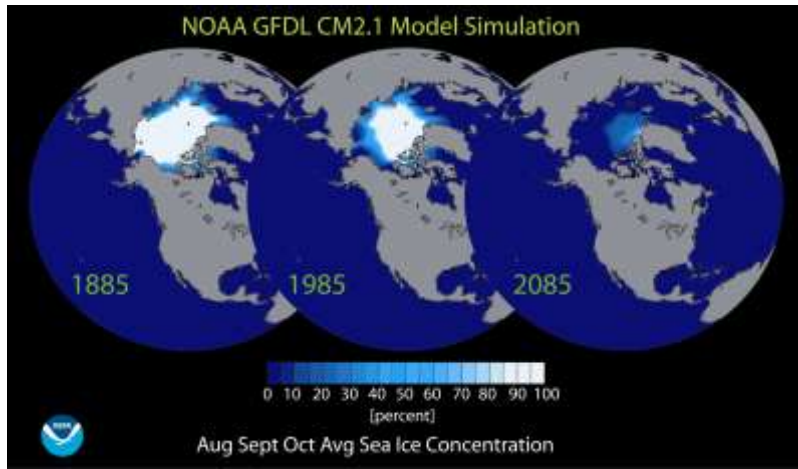 NOAA GFDL CM2.1 Model Simulation
1885
1985
2085
0 10 20 30 40 50 60 70 80 90 100
[percent]
Aug Sept Oct Avg Sea Ice Concentration